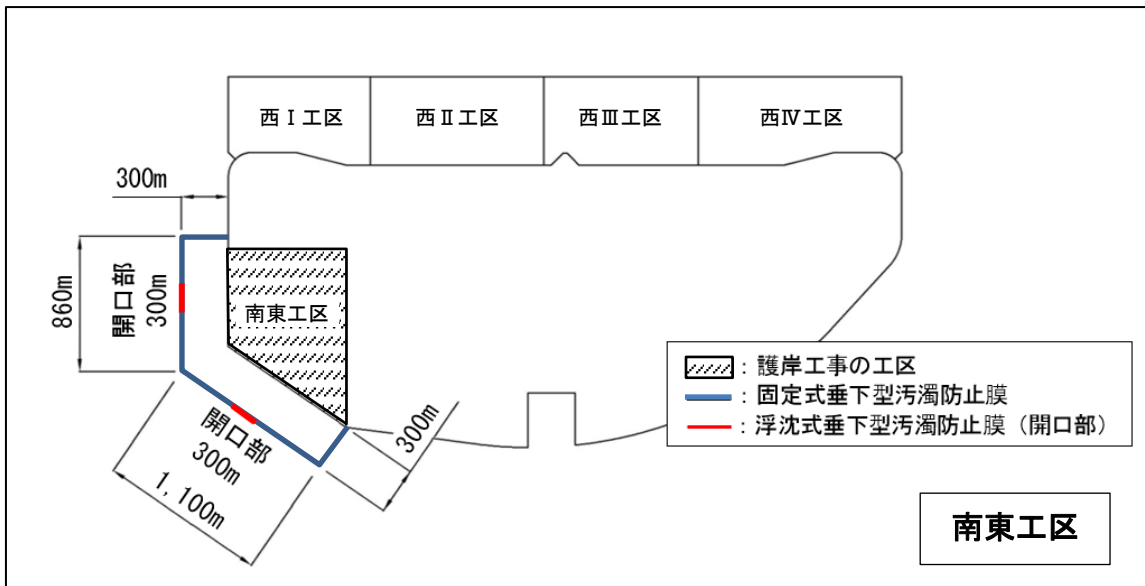 西Ⅰ工区
西Ⅱ工区
西Ⅲ工区
西Ⅳ工区
300m
860m
開口部
300m
南東工区
開口部
300m
1,100m
300m
：護岸工事の工区
：固定式垂下型汚濁防止膜
：浮沈式垂下型汚濁防止膜（開口部）
南東工区